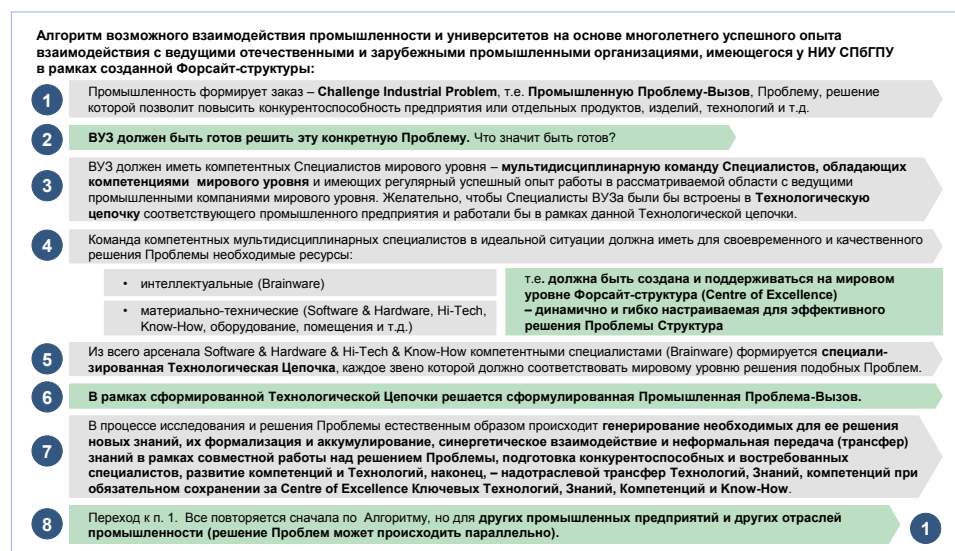 Алгоритм возможного взаимодействия промышленности и университетов на основе многолетнего успешного опыта
взаимодействия с ведущими отечественными и зарубежными промышленными организациями, имеющегося у НИУ СПбГПУ
в рамках созданной Форсайт-структуры:
1
Промышленность формирует заказ – Challenge Industrial Problem, т.е. Промышленную Проблему-Вызов, Проблему, решение
которой позволит повысить конкурентоспособность предприятия или отдельных продуктов, изделий, технологий и т.д.
2
ВУЗ должен быть готов решить эту конкретную Проблему. Что значит быть готов?
3
ВУЗ должен иметь компетентных Специалистов мирового уровня – мультидисциплинарную команду Специалистов, обладающих
компетенциями мирового уровня и имеющих регулярный успешный опыт работы в рассматриваемой области с ведущими
промышленными компаниями мирового уровня. Желательно, чтобы Специалисты ВУЗа были бы встроены в Технологическую
цепочку соответствующего промышленного предприятия и работали бы в рамках данной Технологической цепочки.
4
Команда компетентных мультидисциплинарных специалистов в идеальной ситуации должна иметь для своевременного и качественного
решения Проблемы необходимые ресурсы:
• интеллектуальные (Brainware)
• материально-технические (Software & Hardware, Hi-Tech,
Know-How, оборудование, помещения и т.д.)
т.е. должна быть создана и поддерживаться на мировом
уровне Форсайт-структура (Centre of Excellence)
– динамично и гибко настраиваемая для эффективного
решения Проблемы Структура
5
Из всего арсенала Software & Hardware & Hi-Tech & Know-How компетентными специалистами (Brainware) формируется специали-
зированная Технологическая Цепочка, каждое звено которой должно соответствовать мировому уровню решения подобных Проблем.
6
В рамках сформированной Технологической Цепочки решается сформулированная Промышленная Проблема-Вызов.
7
В процессе исследования и решения Проблемы естественным образом происходит генерирование необходимых для ее решения
новых знаний, их формализация и аккумулирование, синергетическое взаимодействие и неформальная передача (трансфер)
знаний в рамках совместной работы над решением Проблемы, подготовка конкурентоспособных и востребованных
специалистов, развитие компетенций и Технологий, наконец, – надотраслевой трансфер Технологий, Знаний, компетенций при
обязательном сохранении за Centre of Excellence Ключевых Технологий, Знаний, Компетенций и Know-How.
8
Переход к п. 1. Все повторяется сначала по Алгоритму, но для других промышленных предприятий и других отраслей
промышленности (решение Проблем может происходить параллельно).
1